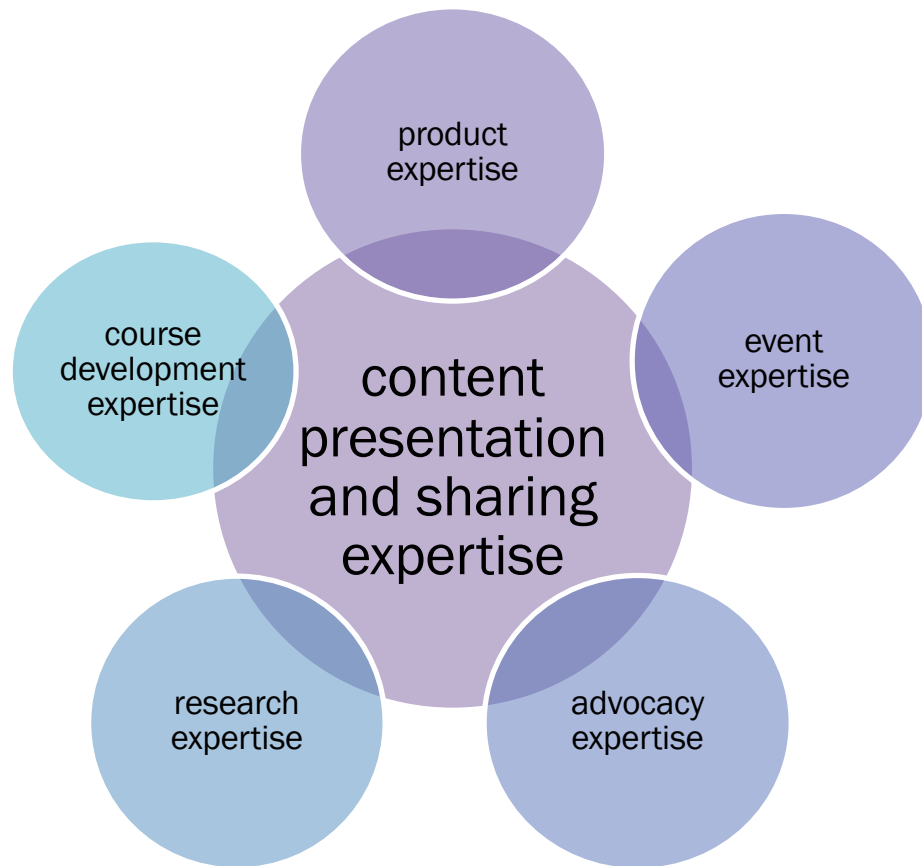 product
expertise
event
expertise
course
development
expertise
content
presentation
and sharing
expertise
research
expertise
advocacy
expertise